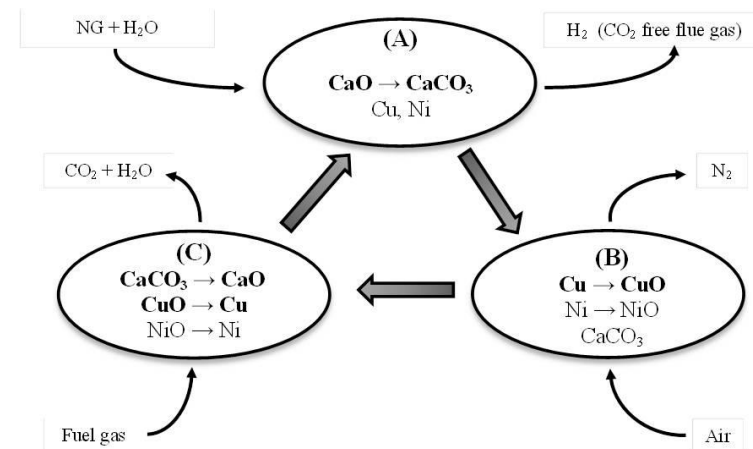 NG + H₂O
(A)
H₂ (CO₂ free flue gas)
CaO → CaCO₃
Cu, Ni
CO₂ + H₂O
N₂
(C)
CaCO₃ → CaO
CuO → Cu
NiO → Ni
(B)
Cu → CuO
Ni → NiO
CaCO₃
Fuel gas
Air